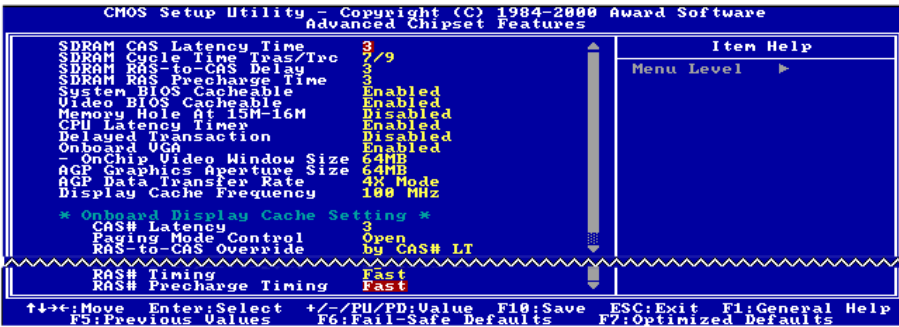 CMOS Setup Utility - Copyright (C) 1984-2000 Award Software
Advanced Chipset Features
SDRAM CAS Latency Time 3
SDRAM Cycle Time Tras/Trc 7/9
SDRAM RAS-to-CAS Delay 3
SDRAM RAS Precharge Time 3
System BIOS Cacheable Enabled
Video BIOS Cacheable Enabled
Memory Hole At 15M-16M Disabled
CPU Latency Timer Enabled
Delayed Transaction Disabled
Onboard VGA Enabled
- OnChip Video Window Size 64MB
AGP Graphics Aperture Size 64MB
AGP Data Transfer Rate 4X Mode
Display Cache Frequency 100 MHz
* Onboard Display Cache Setting *
CAS# Latency 3
Paging Mode Control Open
RAS-to-CAS Override by CAS# LT
RAS# Timing Fast
RAS# Precharge Timing Fast
Item Help
Menu Level ►
↑↓→←:Move Enter:Select +/-/PU/PD:Value F10:Save ESC:Exit F1:General Help
F5:Previous Values F6:Fail-Safe Defaults F7:Optimized Defaults